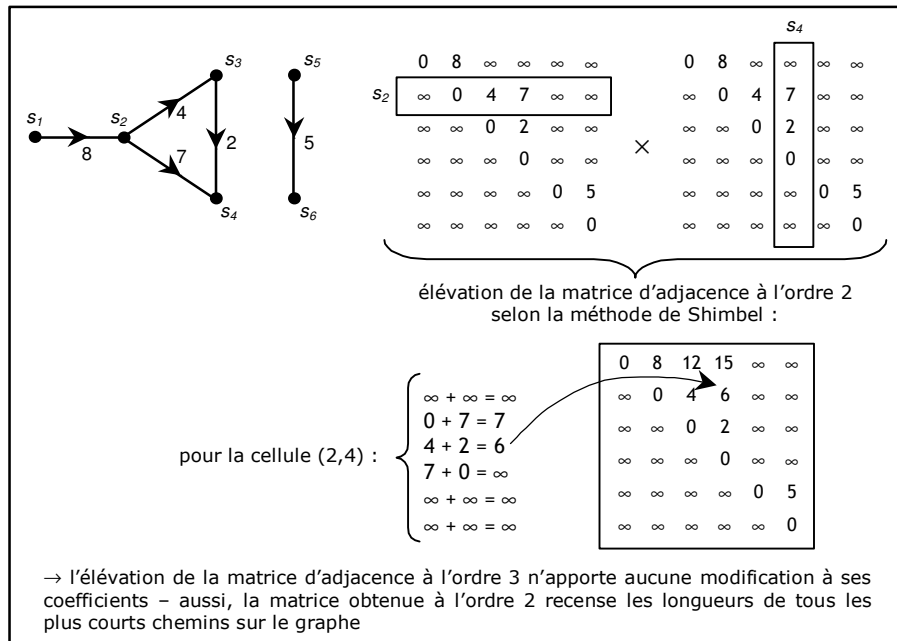 s4
s3 s5
s1 s2 4 2 5
8 7
s4 s6
s2
0 8 ∞ ∞ ∞ ∞
∞ 0 4 7 ∞ ∞
∞ ∞ 0 2 ∞ ∞
∞ ∞ ∞ 0 ∞ ∞
∞ ∞ ∞ ∞ 0 5
∞ ∞ ∞ ∞ ∞ 0
×
0 8 ∞ ∞ ∞ ∞
∞ 0 4 7 ∞ ∞
∞ ∞ 0 2 ∞ ∞
∞ ∞ ∞ 0 ∞ ∞
∞ ∞ ∞ ∞ 0 5
∞ ∞ ∞ ∞ ∞ 0
élévation de la matrice d’adjacence à l’ordre 2
selon la méthode de Shimbel :
pour la cellule (2,4) :
∞ + ∞ = ∞
0 + 7 = 7
4 + 2 = 6
7 + 0 = ∞
∞ + ∞ = ∞
∞ + ∞ = ∞
0 8 12 15 ∞ ∞
∞ 0 4 6 ∞ ∞
∞ ∞ 0 2 ∞ ∞
∞ ∞ ∞ 0 ∞ ∞
∞ ∞ ∞ ∞ 0 5
∞ ∞ ∞ ∞ ∞ 0
→ l’élévation de la matrice d’adjacence à l’ordre 3 n’apporte aucune modification à ses
coefficients – aussi, la matrice obtenue à l’ordre 2 recense les longueurs de tous les
plus courts chemins sur le graphe